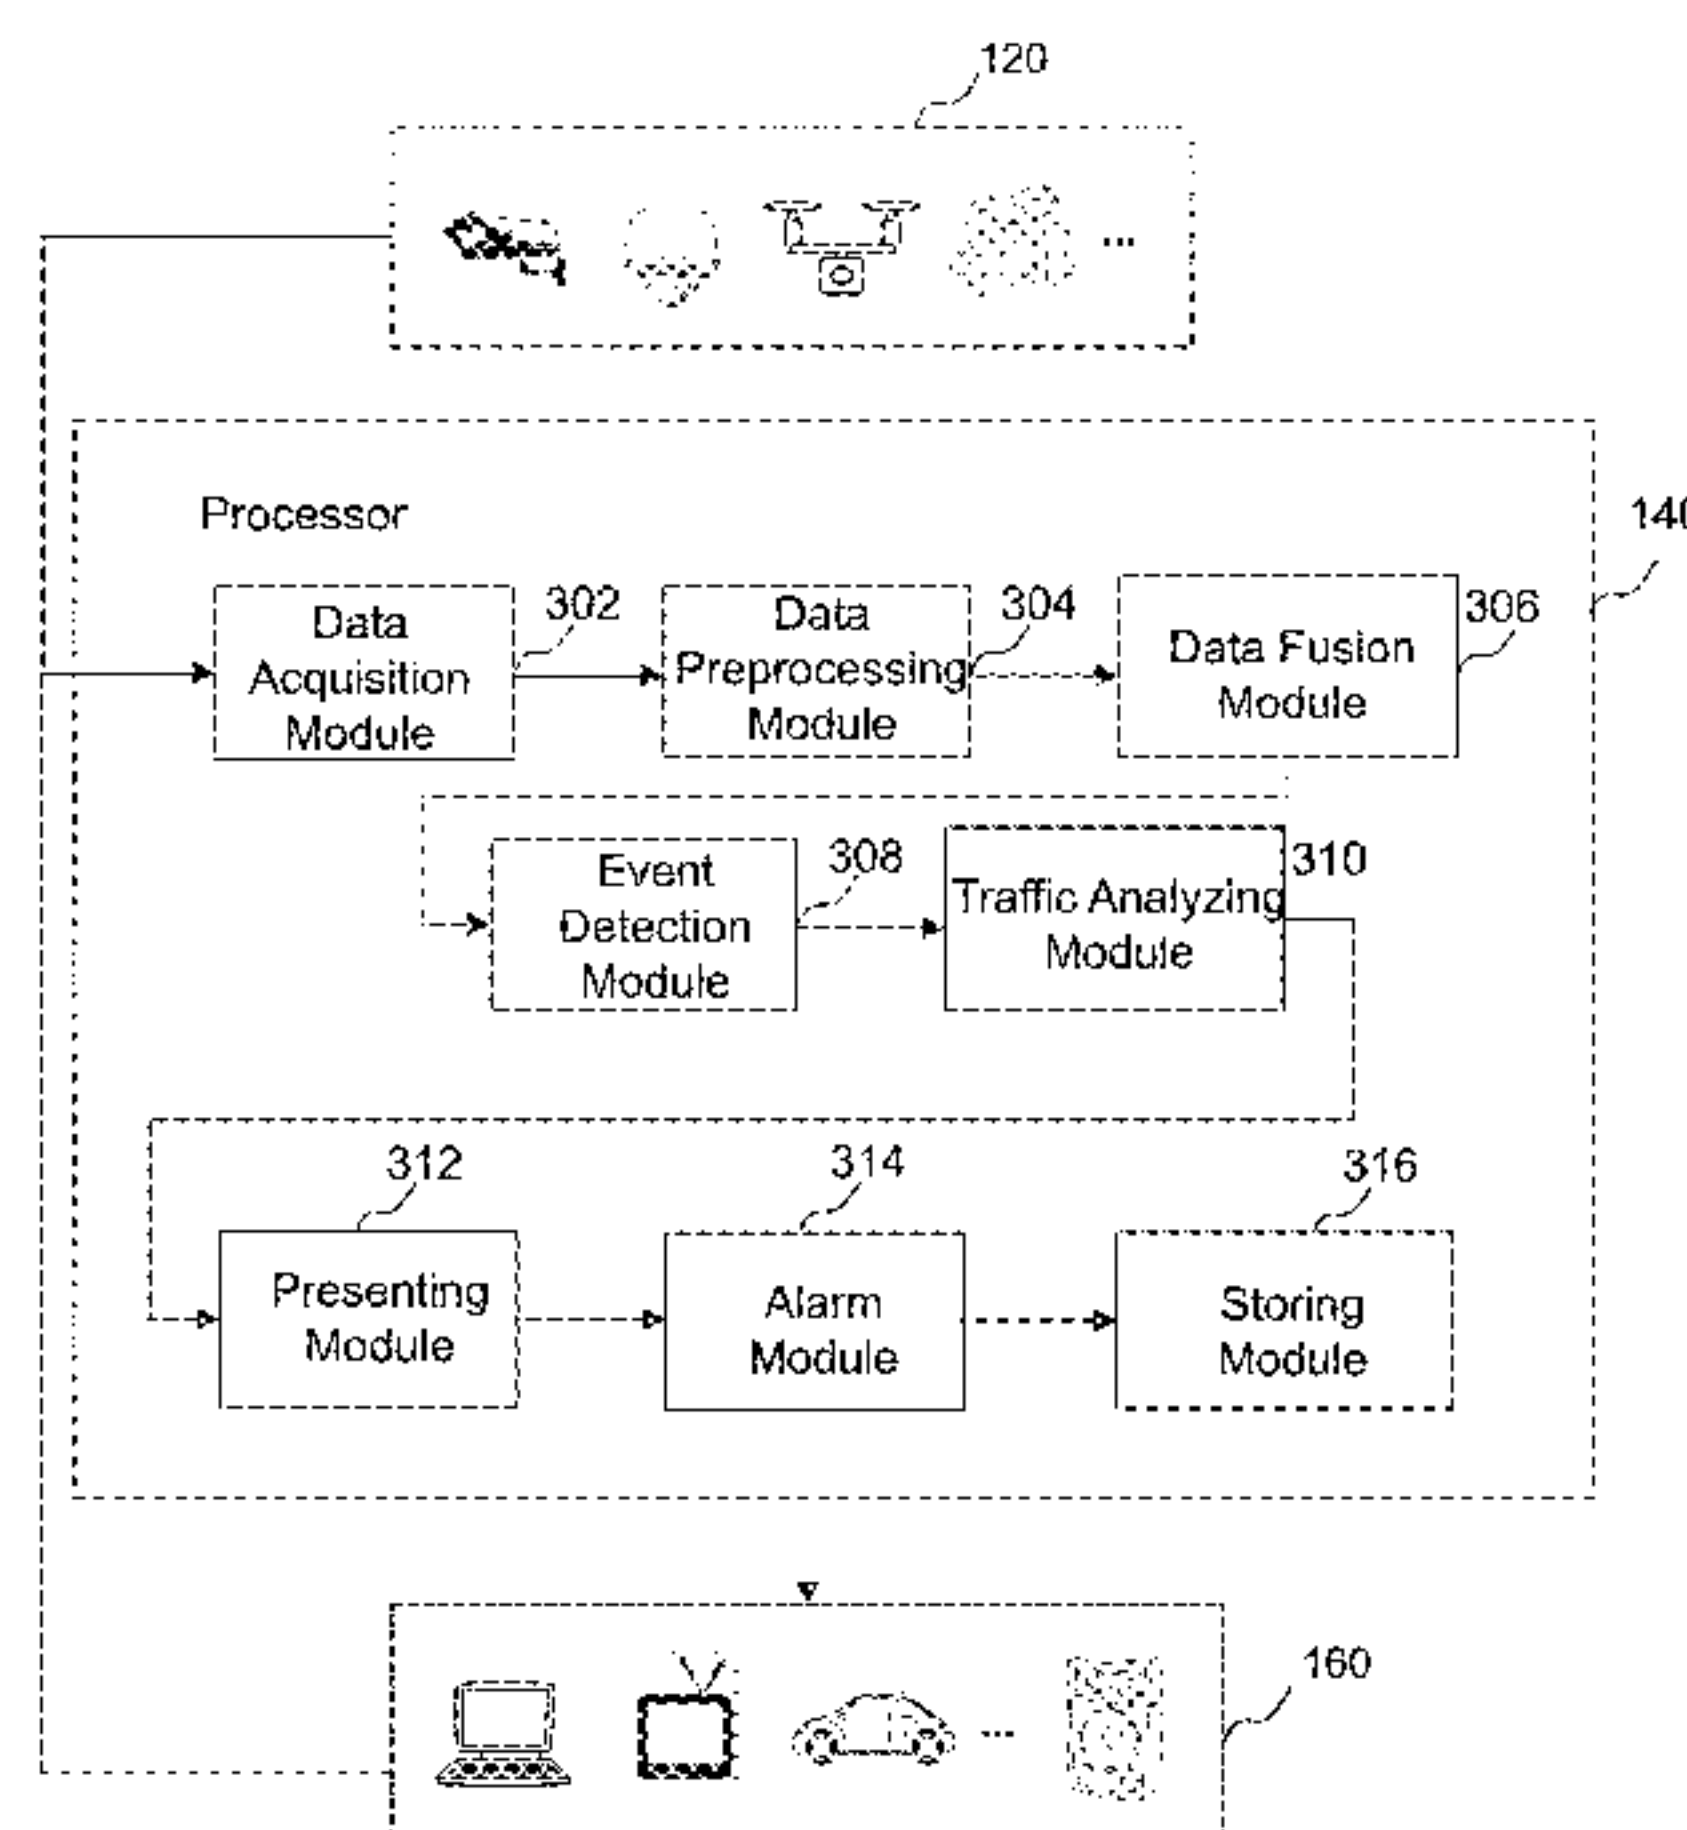 120
...
Processor
140
Data
Acquisition
Module
302
Data
Preprocessing
Module
304
Data Fusion
Module
306
Event
Detection
Module
308
Traffic Analyzing
Module
310
312
314
316
Presenting
Module
Alarm
Module
Storing
Module
...
160